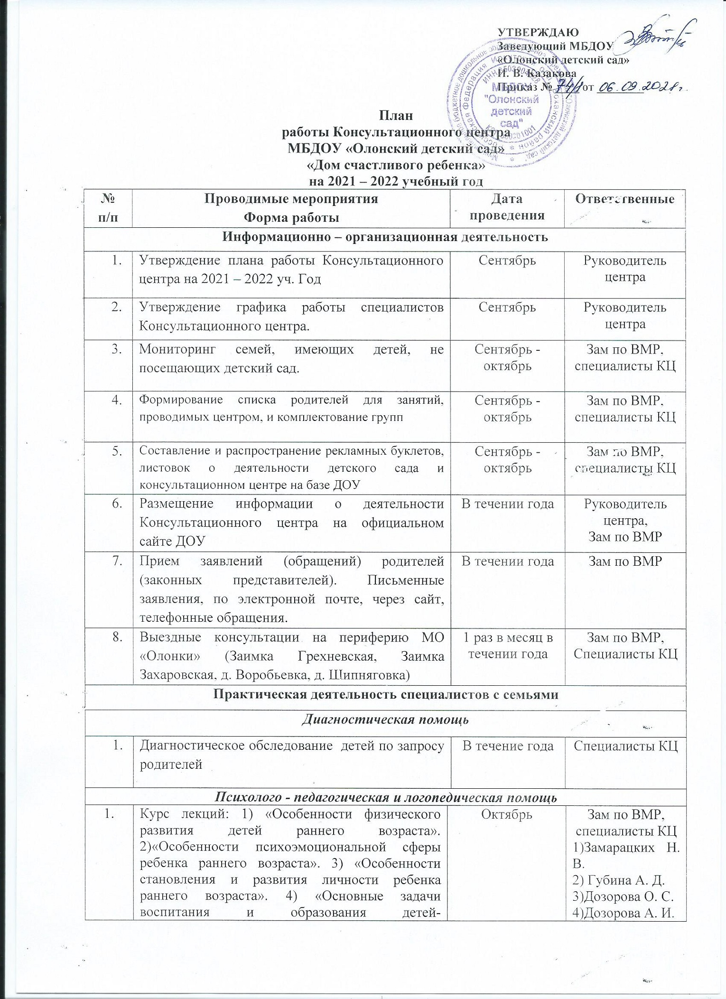 УТВЕРЖДАЮ
Заведующий МБДОУ
«Олонский детский сад»
И. В. Казакова
Приказ № 74/1 от 06.09.2021г.
МБДОУ
"Олонский
детский
сад"
План
работы Консультационного центра
МБДОУ «Олонский детский сад»
«Дом счастливого ребенка»
на 2021 – 2022 учебный год
№
п/п
Проводимые мероприятия
Форма работы
Дата
проведения
Ответственные
Информационно – организационная деятельность
1.
Утверждение плана работы Консультационного
центра на 2021 – 2022 уч. Год
Сентябрь
Руководитель
центра
2.
Утверждение графика работы специалистов
Консультационного центра.
Сентябрь
Руководитель
центра
3.
Мониторинг семей, имеющих детей, не
посещающих детский сад.
Сентябрь -
октябрь
Зам по ВМР,
специалисты КЦ
4.
Формирование списка родителей для занятий,
проводимых центром, и комплектование групп
Сентябрь -
октябрь
Зам по ВМР,
специалисты КЦ
5.
Составление и распространение рекламных буклетов,
листовок о деятельности детского сада и
консультационном центре на базе ДОУ
Сентябрь -
октябрь
Зам по ВМР,
специалисты КЦ
6.
Размещение информации о деятельности
Консультационного центра на официальном
сайте ДОУ
В течении года
Руководитель
центра,
Зам по ВМР
7.
Прием заявлений (обращений) родителей
(законных представителей). Письменные
заявления, по электронной почте, через сайт,
телефонные обращения.
В течении года
Зам по ВМР
8.
Выездные консультации на периферию МО
«Олонки» (Заимка Грехневская, Заимка
Захаровская, д. Воробьевка, д. Шипняговка)
1 раз в месяц в
течении года
Зам по ВМР,
Специалисты КЦ
Практическая деятельность специалистов с семьями
Диагностическая помощь
1.
Диагностическое обследование детей по запросу
родителей
В течение года
Специалисты КЦ
Психолого - педагогическая и логопедическая помощь
1.
Курс лекций: 1) «Особенности физического
развития детей раннего возраста».
2)«Особенности психоэмоциональной сферы
ребенка раннего возраста». 3) «Особенности
становления и развития личности ребенка
раннего возраста». 4) «Основные задачи
воспитания и образования детей-
Октябрь
Зам по ВМР,
специалисты КЦ
1)Замарацких Н.
В.
2) Губина А. Д.
3)Дозорова О. С.
4)Дозорова А. И.